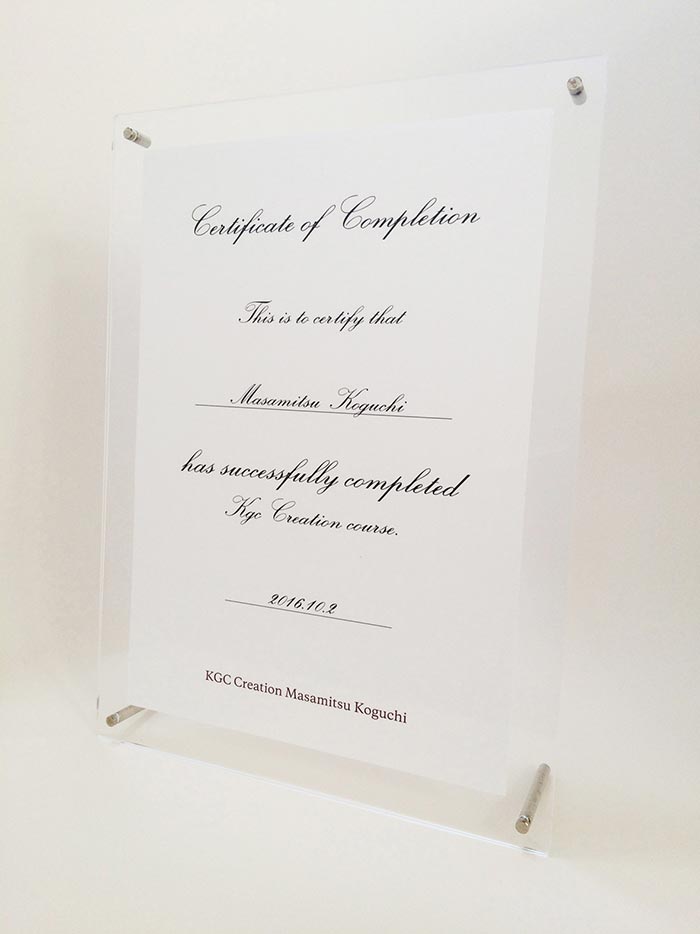 Certificate of Completion
This is to certify that
Masamitsu Koguchi
has successfully completed
Kgc Creation course.
2016.10.2
KGC Creation Masamitsu Koguchi